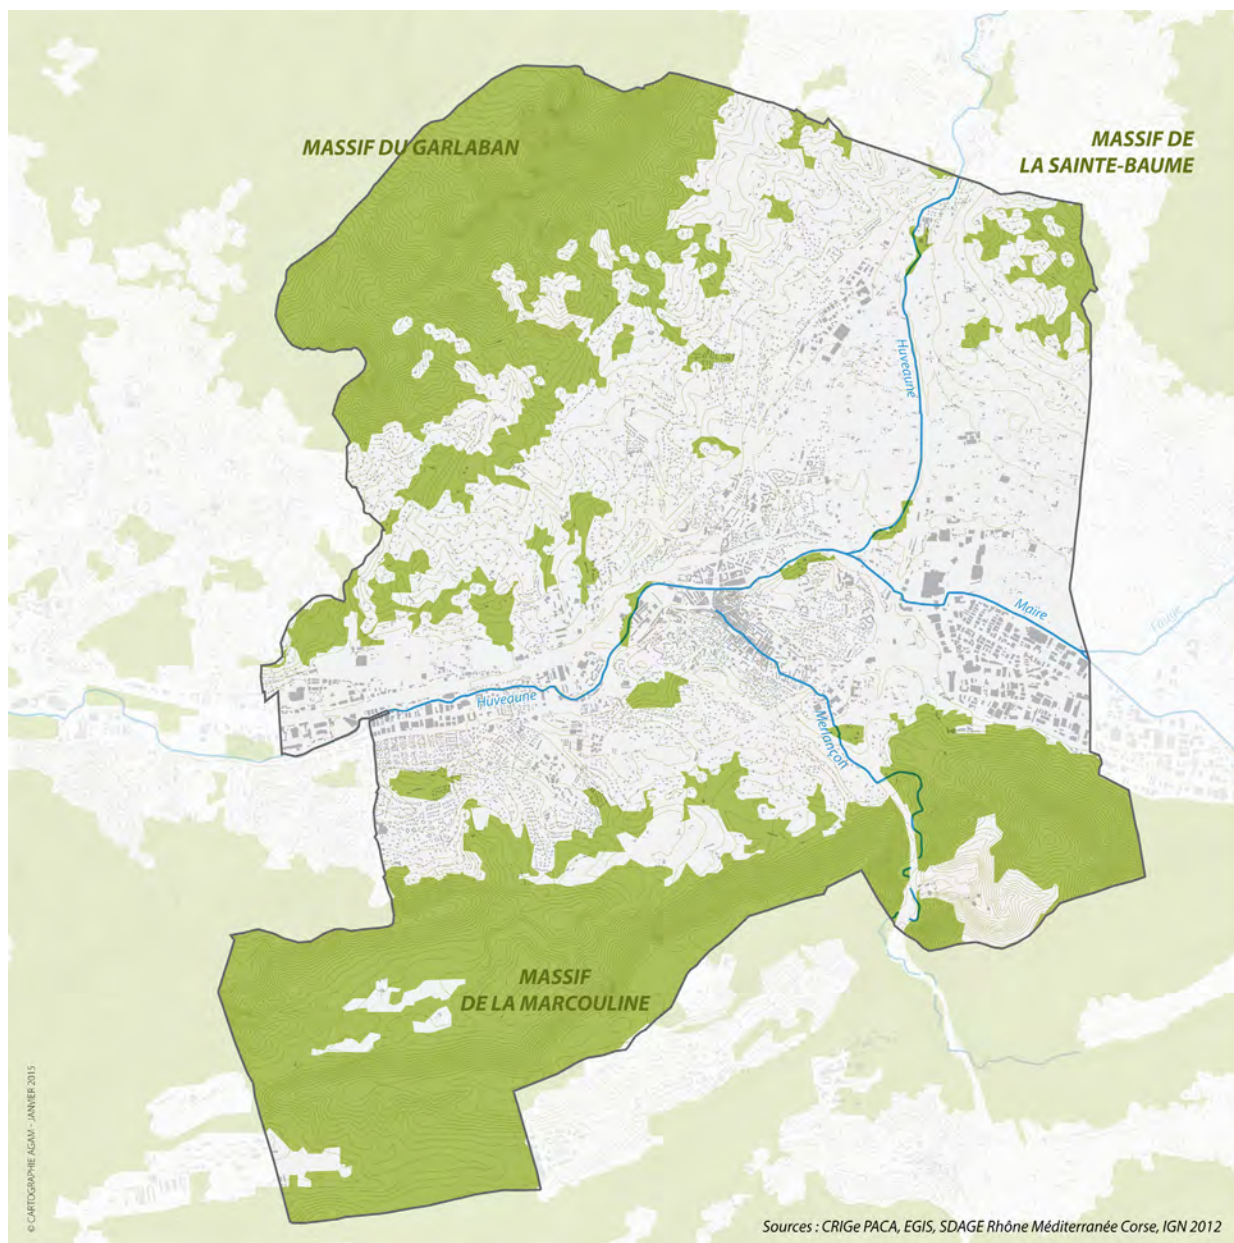 MASSIF DU GARLABAN
MASSIF DE
LA SAINTE-BAUME
Huveaune
Maïre
Fauge
Huveaune
Merlançon
MASSIF
DE LA MARCOULINE
© CARTOGRAPHIE AGAM - JANVIER 2015
Sources : CRIGe PACA, EGIS, SDAGE Rhône Méditerranée Corse, IGN 2012